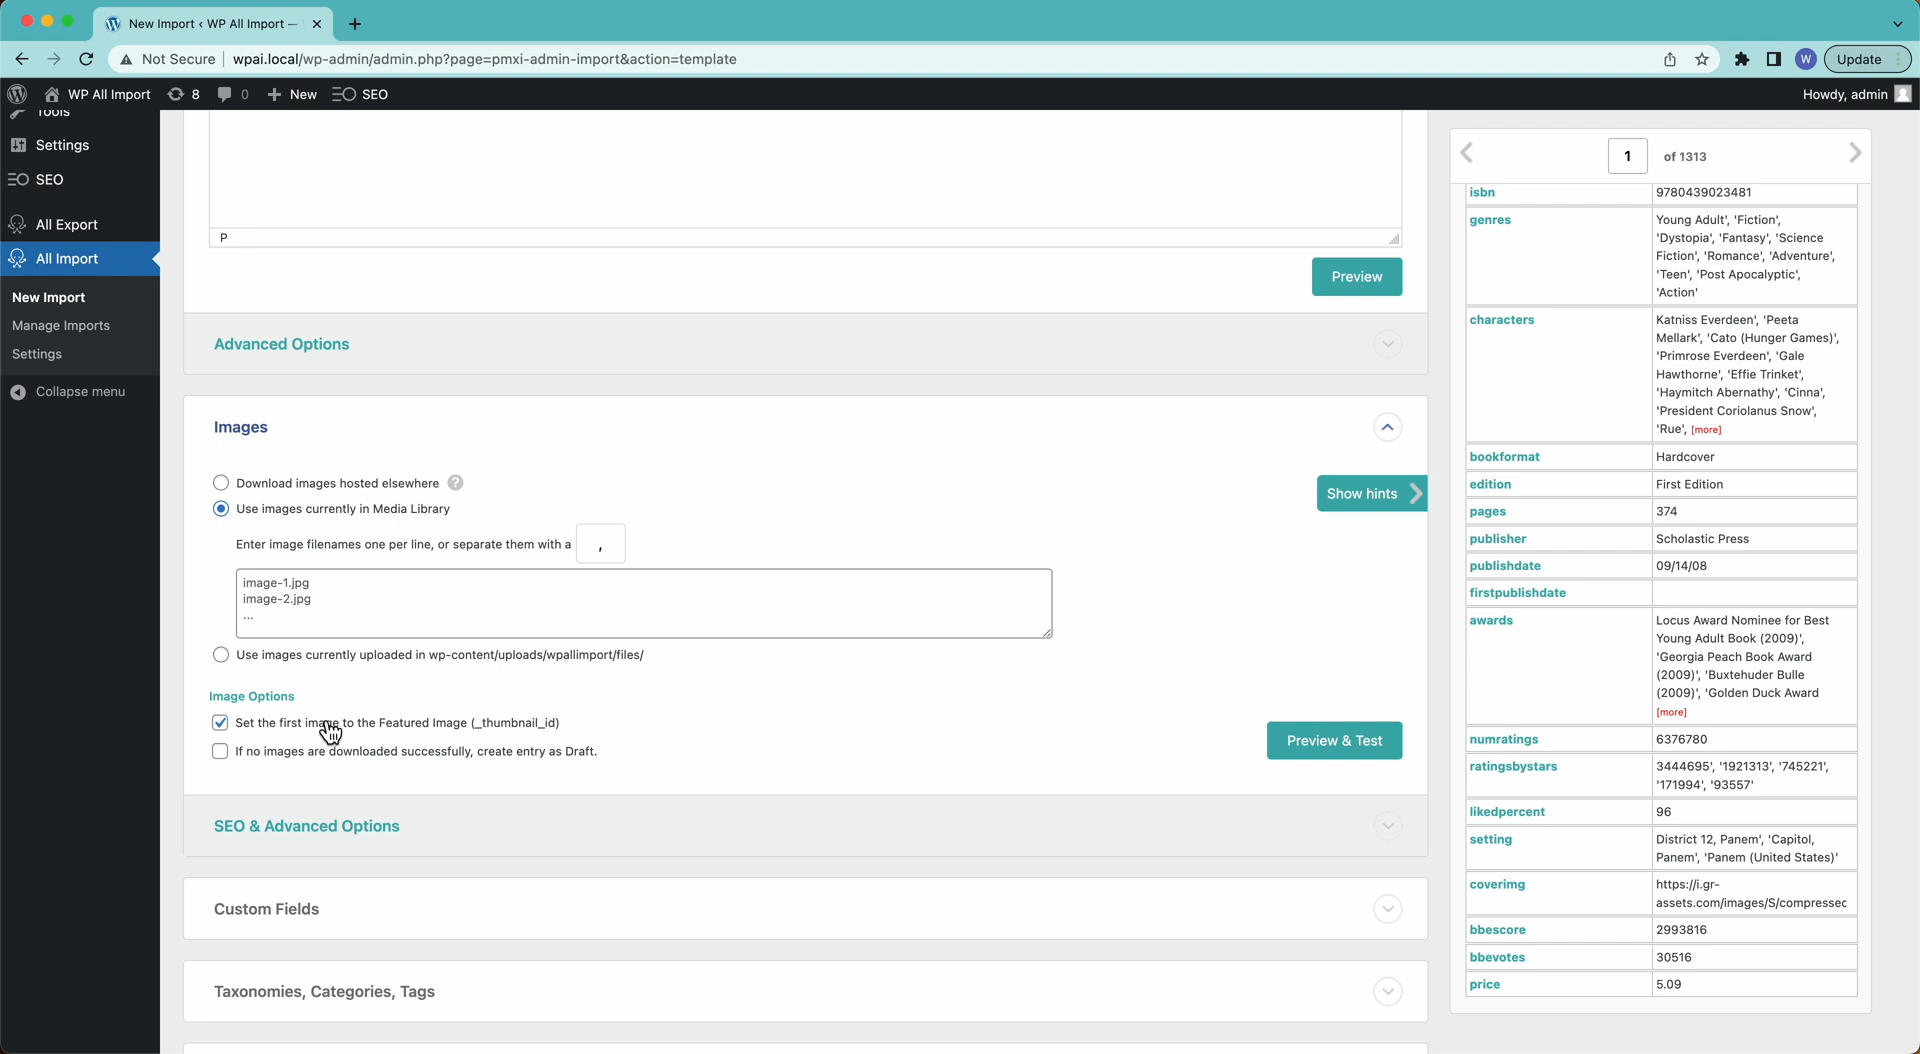 New Import ‹ WP All Import —
Not Secure
wpai.local/wp-admin/admin.php?page=pmxi-admin-import&action=template
W
Update
WP All Import
8
0
New
SEO
Howdy, admin
Tools
Settings
SEO
All Export
All Import
New Import
Manage Imports
Settings
Collapse menu
P
Preview
Advanced Options
Images
Download images hosted elsewhere ?
Use images currently in Media Library
Show hints
Enter image filenames one per line, or separate them with a ,
image-1.jpg
image-2.jpg
...
Use images currently uploaded in wp-content/uploads/wpallimport/files/
Image Options
Set the first image to the Featured Image (_thumbnail_id)
If no images are downloaded successfully, create entry as Draft.
Preview & Test
SEO & Advanced Options
Custom Fields
Taxonomies, Categories, Tags
1 of 1313
isbn 9780439023481
genres Young Adult', 'Fiction',
'Dystopia', 'Fantasy', 'Science
Fiction', 'Romance', 'Adventure',
'Teen', 'Post Apocalyptic',
'Action'
characters Katniss Everdeen', 'Peeta
Mellark', 'Cato (Hunger Games)',
'Primrose Everdeen', 'Gale
Hawthorne', 'Effie Trinket',
'Haymitch Abernathy', 'Cinna',
'President Coriolanus Snow',
'Rue', [more]
bookformat Hardcover
edition First Edition
pages 374
publisher Scholastic Press
publishdate 09/14/08
firstpublishdate
awards Locus Award Nominee for Best
Young Adult Book (2009)',
'Georgia Peach Book Award
(2009)', 'Buxtehuder Bulle
(2009)', 'Golden Duck Award
[more]
numratings 6376780
ratingsbystars 3444695', '1921313', '745221',
'171994', '93557'
likedpercent 96
setting District 12, Panem', 'Capitol,
Panem', 'Panem (United States)'
coverimg https://i.gr-
assets.com/images/S/compressed
bbescore 2993816
bbevotes 30516
price 5.09